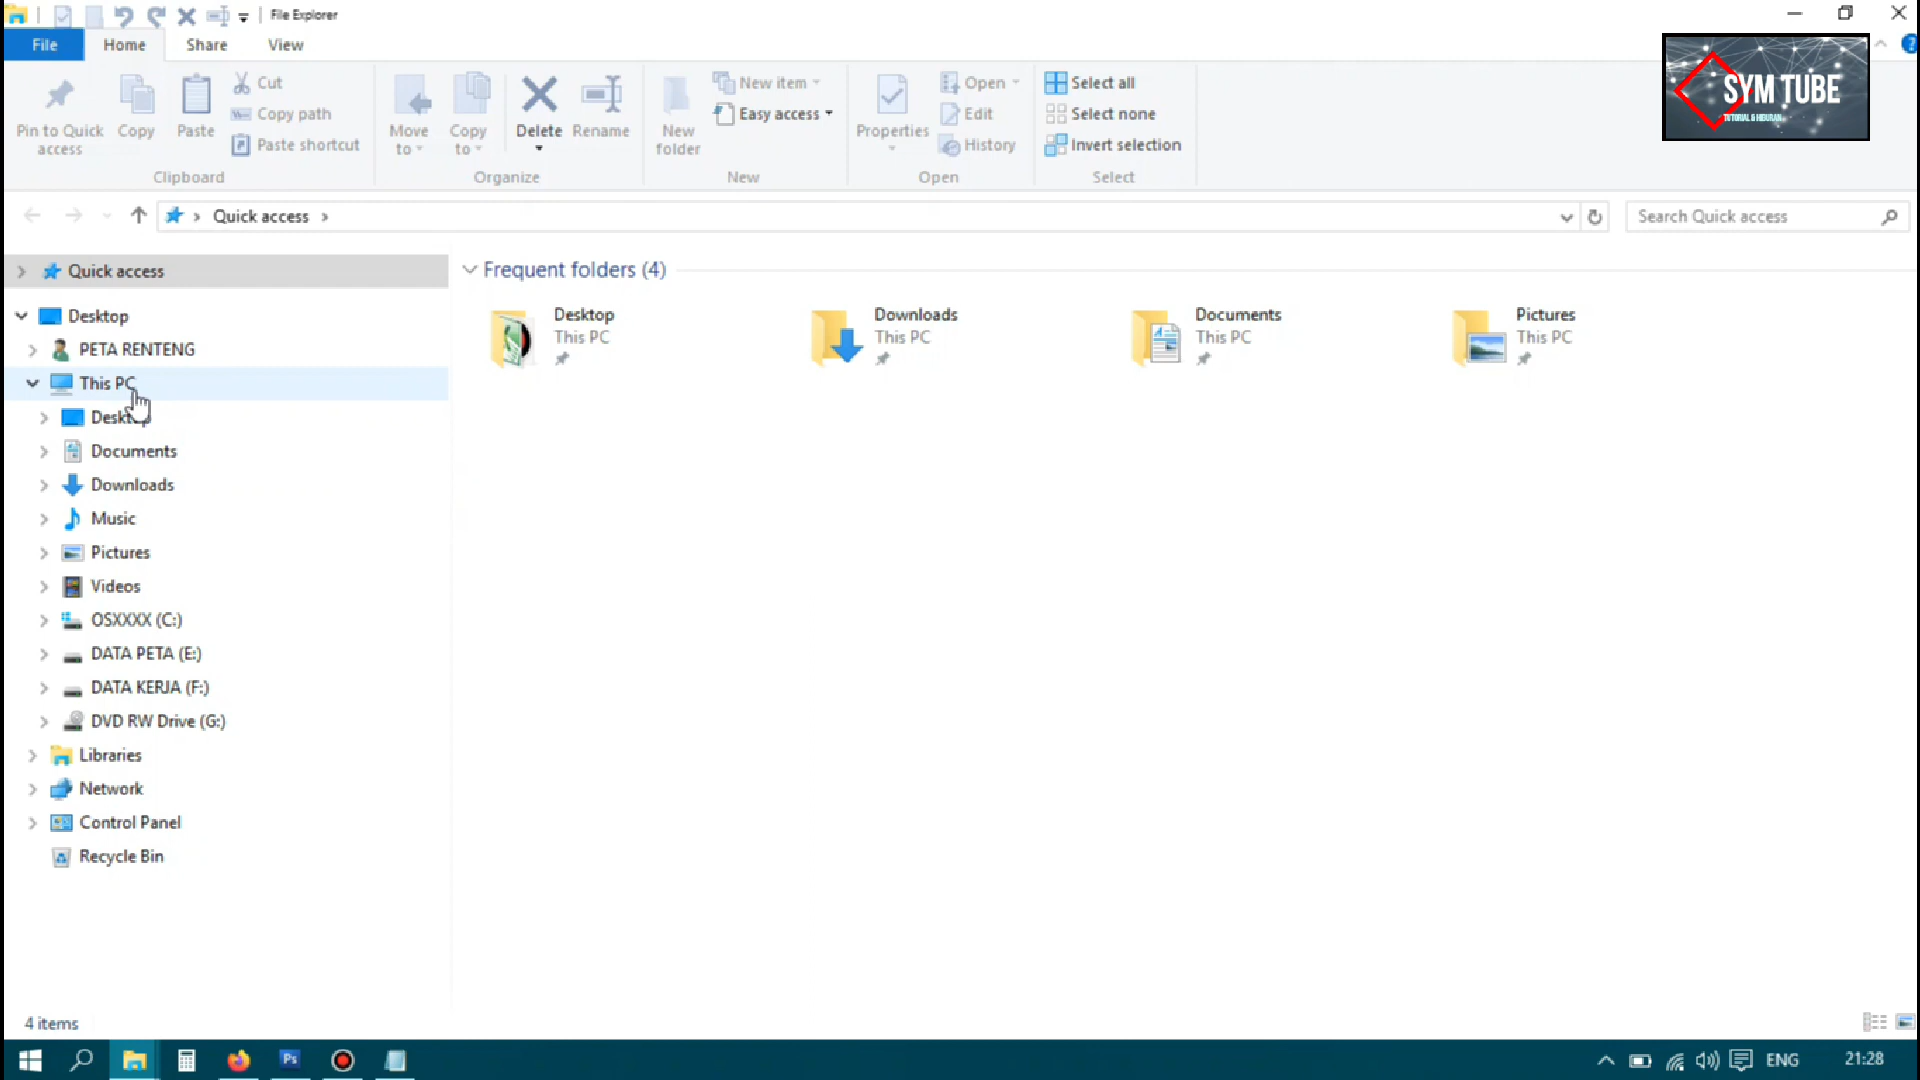 File Explorer
File
Home
Share
View
Pin to Quick access
Copy
Paste
Cut
Copy path
Paste shortcut
Clipboard
Move to
Copy to
Delete
Rename
Organize
New folder
New item
Easy access
New
Properties
Open
Edit
History
Open
Select all
Select none
Invert selection
Select
SYM TUBE
TUTORIAL & HIBURAN
Quick access
Search Quick access
Quick access
Desktop
PETA RENTENG
This PC
Desktop
Documents
Downloads
Music
Pictures
Videos
OSXXXX (C:)
DATA PETA (E:)
DATA KERJA (F:)
DVD RW Drive (G:)
Libraries
Network
Control Panel
Recycle Bin
Frequent folders (4)
Desktop
This PC
Downloads
This PC
Documents
This PC
Pictures
This PC
4 items
Ps
ENG
21:28